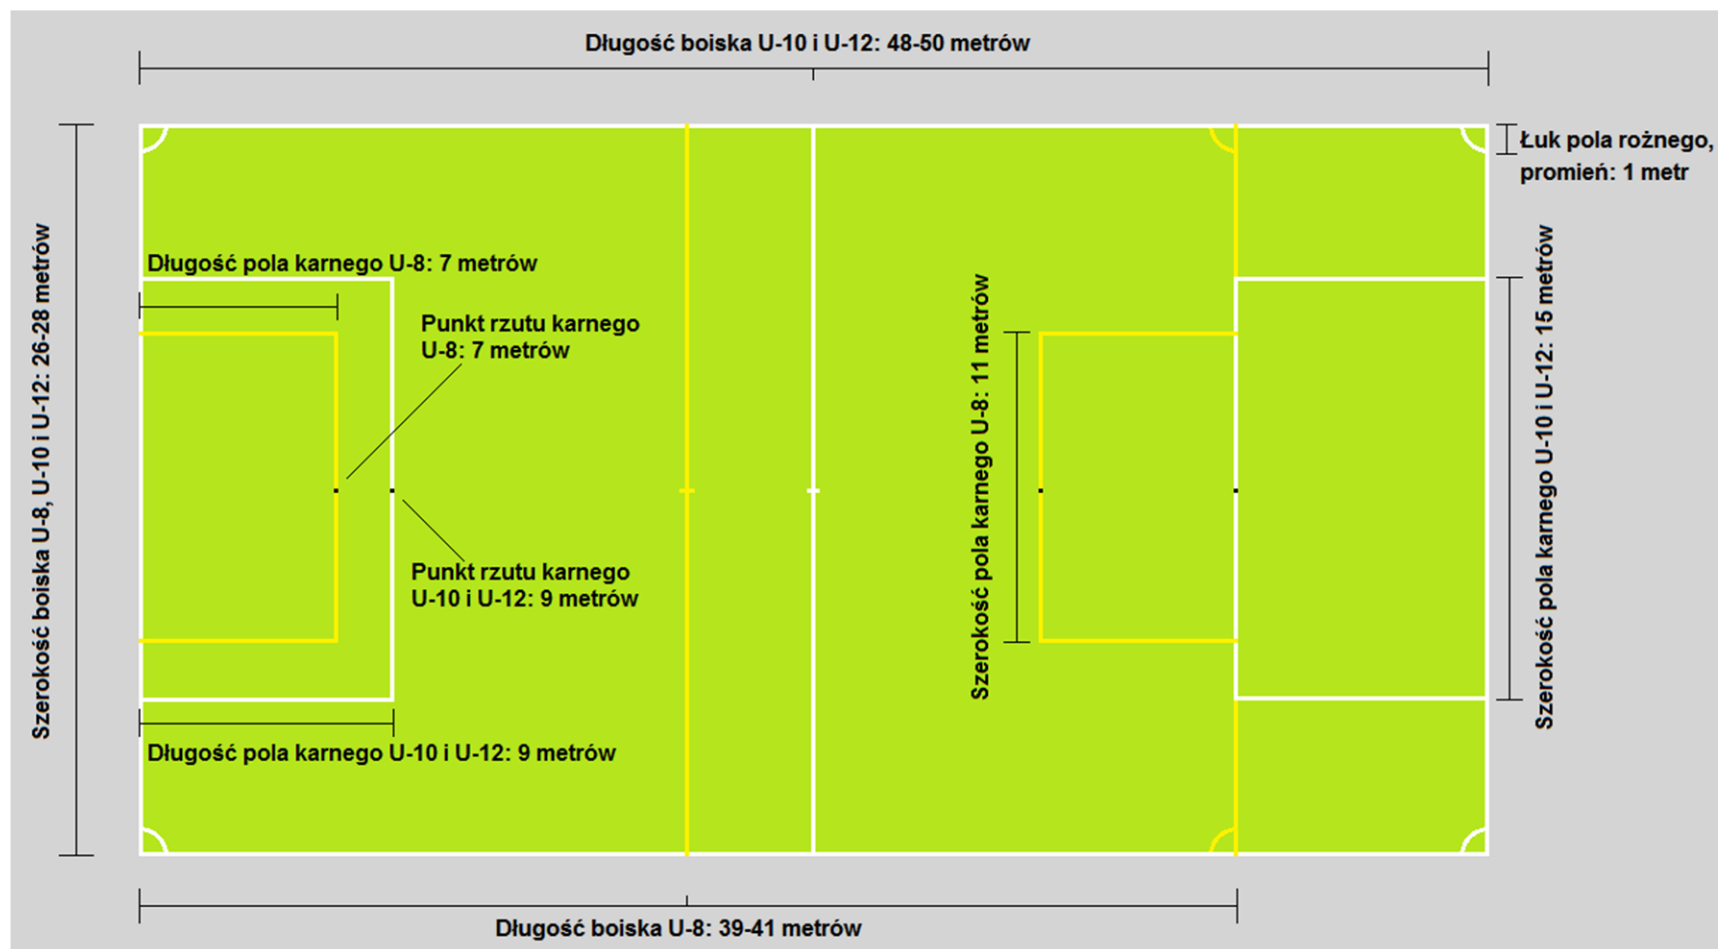 Długość boiska U-10 i U-12: 48-50 metrów
Łuk pola rożnego,
promień: 1 metr
Szerokość boiska U-8, U-10 i U-12: 26-28 metrów
Długość pola karnego U-8: 7 metrów
Punkt rzutu karnego
U-8: 7 metrów
Szerokość pola karnego U-8: 11 metrów
Szerokość pola karnego U-10 i U-12: 15 metrów
Punkt rzutu karnego
U-10 i U-12: 9 metrów
Długość pola karnego U-10 i U-12: 9 metrów
Długość boiska U-8: 39-41 metrów